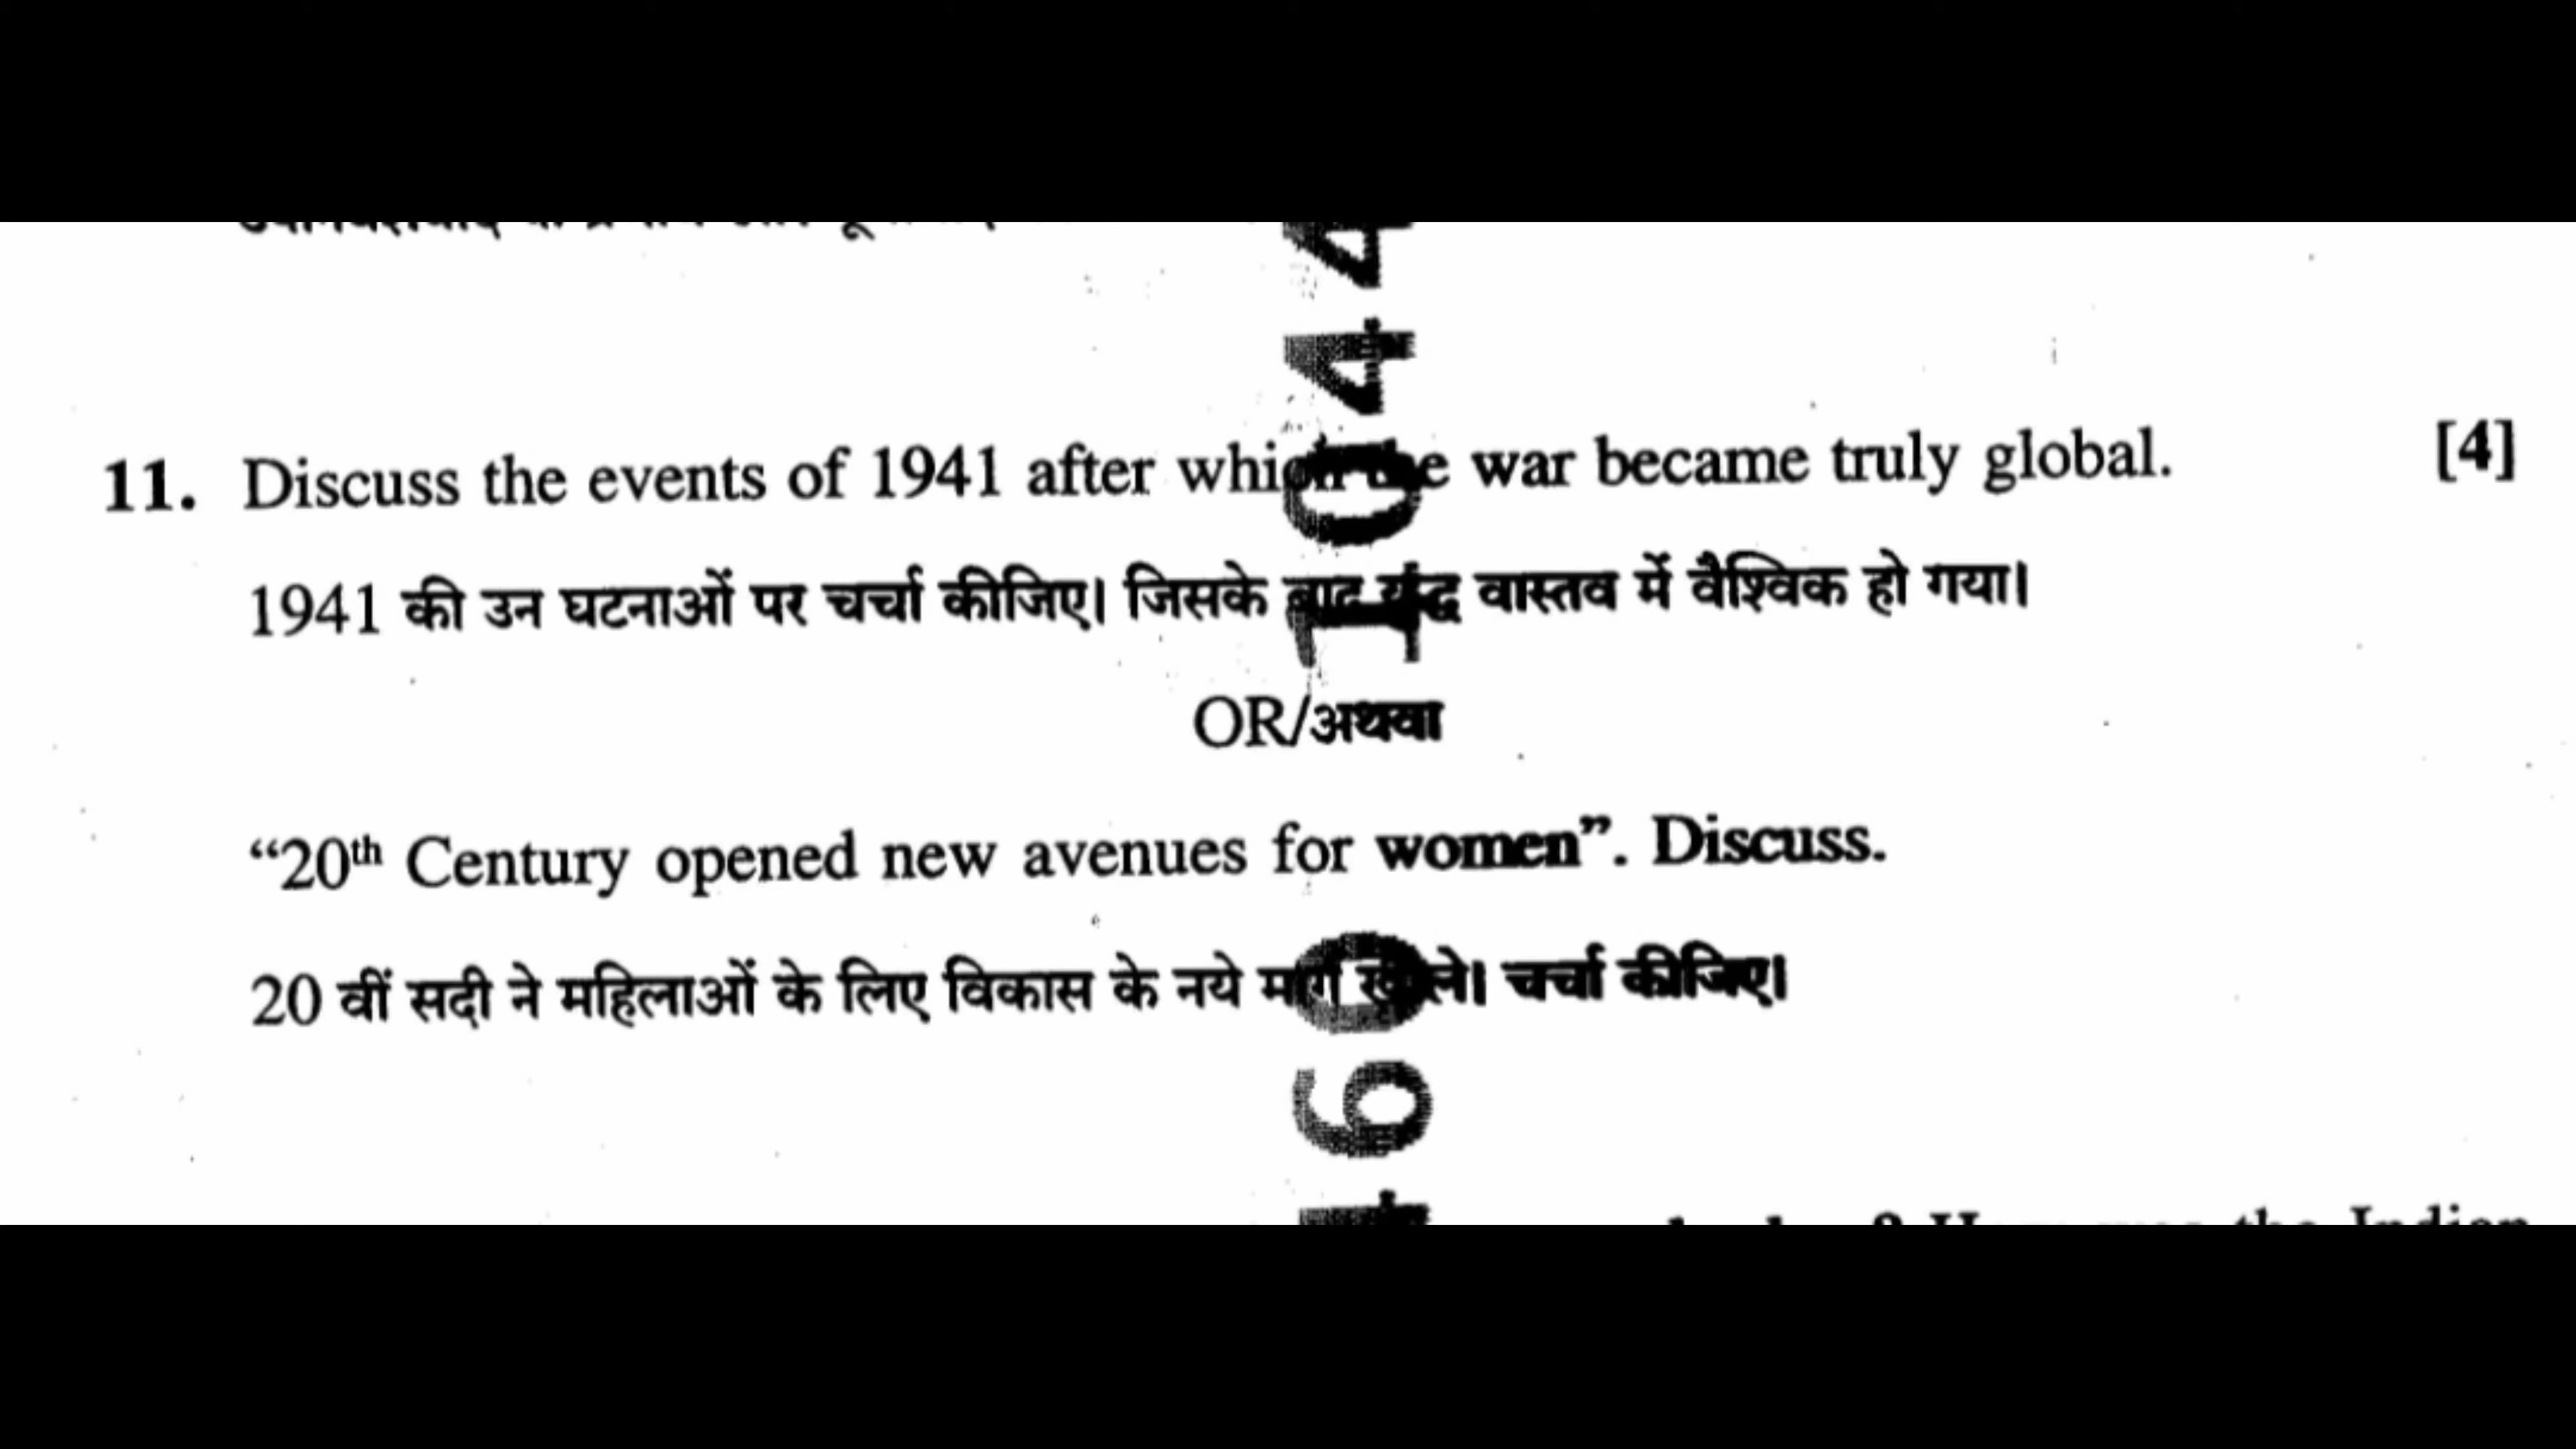 11. Discuss the events of 1941 after which the war became truly global. [4]
1941 की उन घटनाओं पर चर्चा कीजिए। जिसके बाद युद्ध वास्तव में वैश्विक हो गया।
OR/अथवा
“20th Century opened new avenues for women”. Discuss.
20 वीं सदी ने महिलाओं के लिए विकास के नये मार्ग खोले। चर्चा कीजिए।